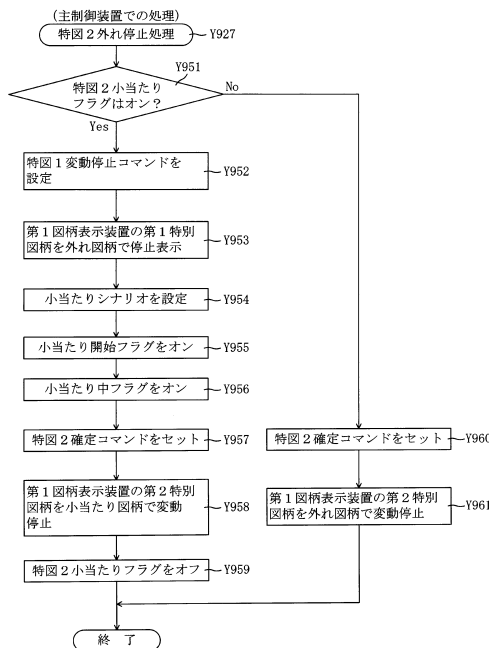 (主制御装置での処理)
特図2外れ停止処理
Y927
Y951
特図2小当たり
フラグはオン?
No
Yes
特図1変動停止コマンドを
設定
Y952
第1図柄表示装置の第1特別
図柄を外れ図柄で停止表示
Y953
小当たりシナリオを設定
Y954
小当たり開始フラグをオン
Y955
小当たり中フラグをオン
Y956
特図2確定コマンドをセット
Y957
特図2確定コマンドをセット
Y960
第1図柄表示装置の第2特別
図柄を小当たり図柄で変動
停止
Y958
第1図柄表示装置の第2特別
図柄を外れ図柄で変動停止
Y961
特図2小当たりフラグをオフ
Y959
終 了